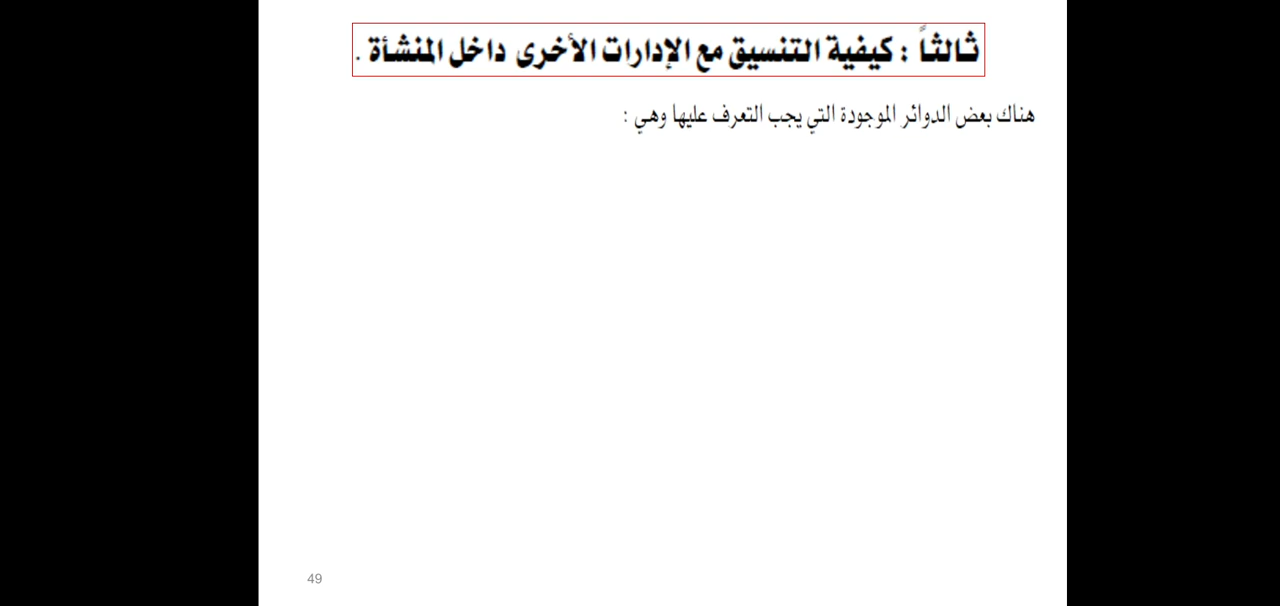 ثالثاً : كيفية التنسيق مع الإدارات الأخرى داخل المنشأة .
هناك بعض الدوائر الموجودة التي يجب التعرف عليها وهي :
49